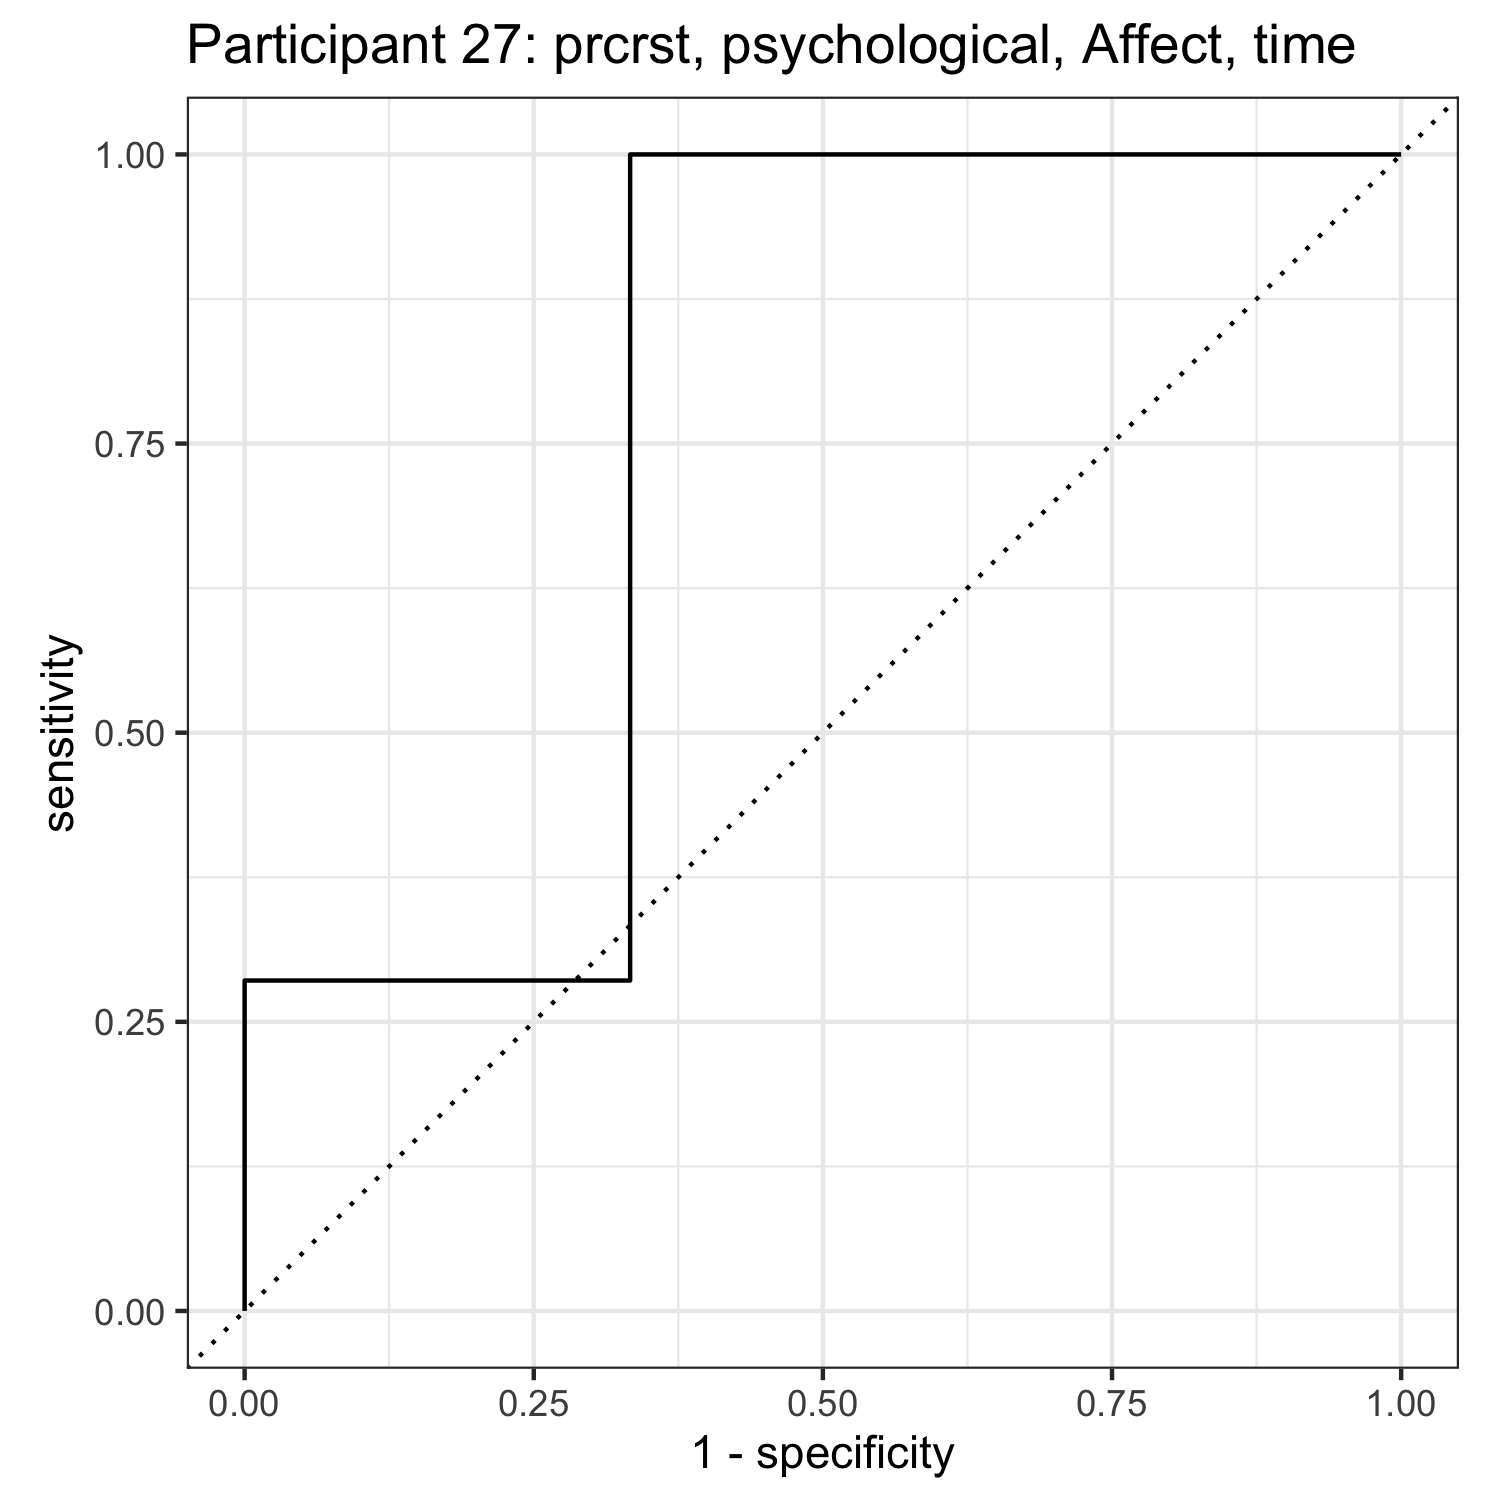 Participant 27: prcrst, psychological, Affect, time
1.00
0.75
0.50
0.25
0.00
sensitivity
0.00 0.25 0.50 0.75 1.00
1 - specificity